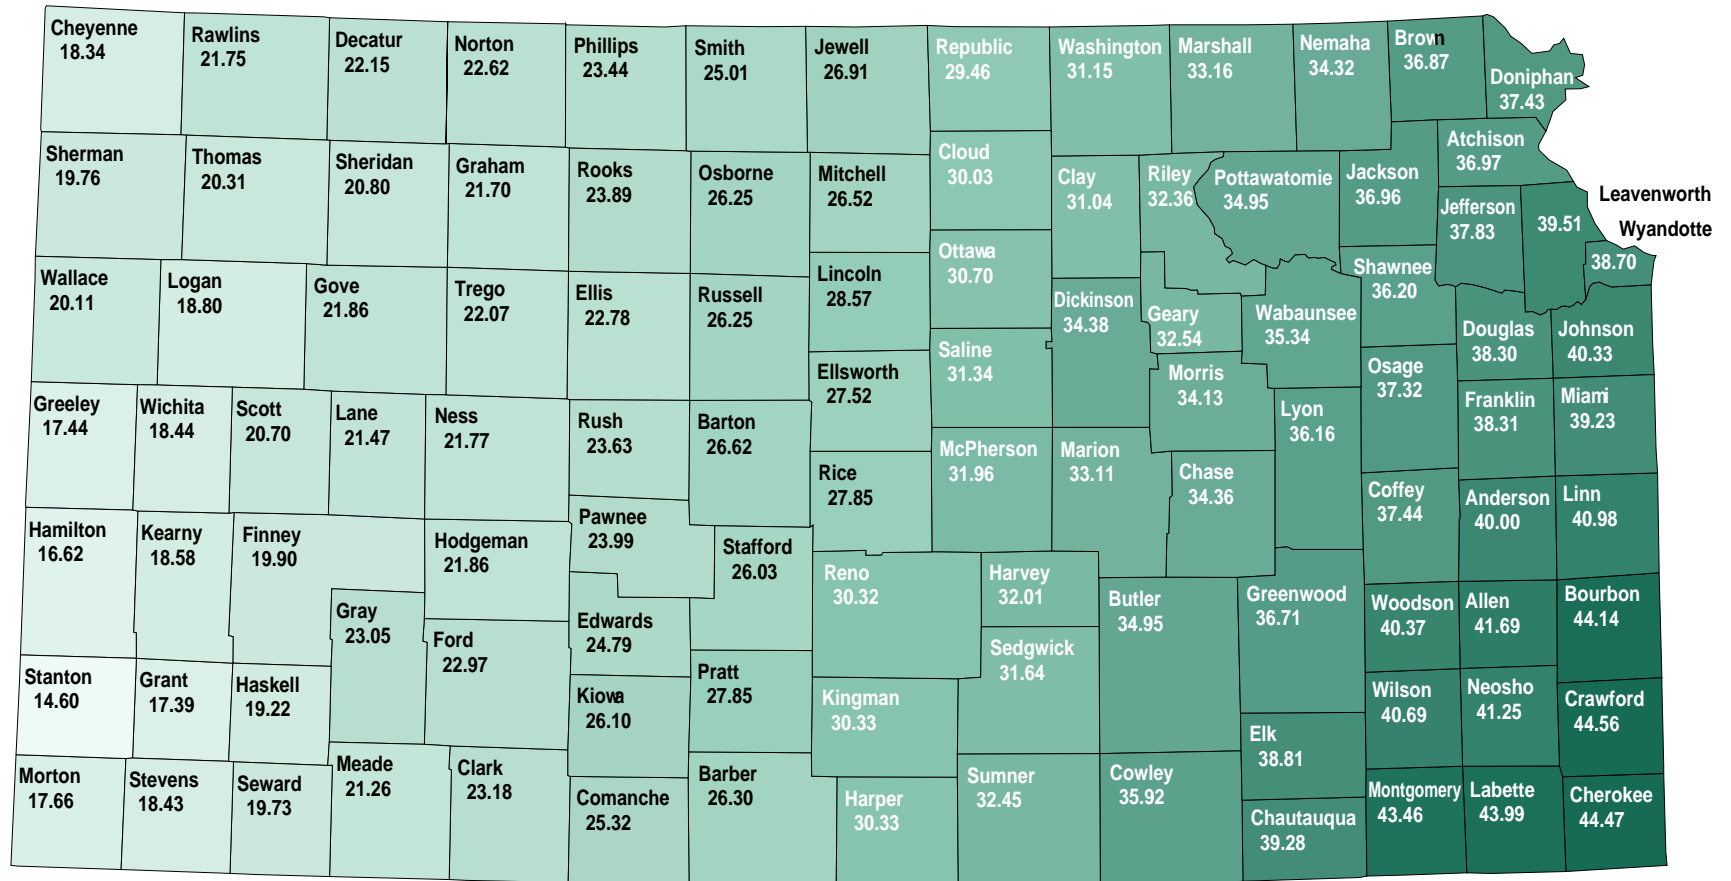 Cheyenne
18.34
Rawlins
21.75
Decatur
22.15
Norton
22.62
Phillips
23.44
Smith
25.01
Jewell
26.91
Republic
29.46
Washington
31.15
Marshall
33.16
Nemaha
34.32
Brown
36.87
Doniphan
37.43
Sherman
19.76
Thomas
20.31
Sheridan
20.80
Graham
21.70
Rooks
23.89
Osborne
26.25
Mitchell
26.52
Cloud
30.03
Clay
31.04
Riley
32.36
Pottawatomie
34.95
Jackson
36.96
Atchison
36.97
Jefferson
37.83
Leavenworth
39.51
Wyandotte
38.70
Wallace
20.11
Logan
18.80
Gove
21.86
Trego
22.07
Ellis
22.78
Russell
26.25
Lincoln
28.57
Ottawa
30.70
Dickinson
34.38
Geary
32.54
Wabaunsee
35.34
Shawnee
36.20
Douglas
38.30
Johnson
40.33
Ellsworth
27.52
Saline
31.34
Morris
34.13
Osage
37.32
Greeley
17.44
Wichita
18.44
Scott
20.70
Lane
21.47
Ness
21.77
Rush
23.63
Barton
26.62
Rice
27.85
McPherson
31.96
Marion
33.11
Chase
34.36
Lyon
36.16
Franklin
38.31
Miami
39.23
Coffey
37.44
Anderson
40.00
Linn
40.98
Hamilton
16.62
Kearny
18.58
Finney
19.90
Hodgeman
21.86
Pawnee
23.99
Stafford
26.03
Reno
30.32
Harvey
32.01
Butler
34.95
Greenwood
36.71
Woodson
40.37
Allen
41.69
Bourbon
44.14
Gray
23.05
Ford
22.97
Edwards
24.79
Sedgwick
31.64
Stanton
14.60
Grant
17.39
Haskell
19.22
Kiowa
26.10
Pratt
27.85
Kingman
30.33
Elk
38.81
Wilson
40.69
Neosho
41.25
Crawford
44.56
Morton
17.66
Stevens
18.43
Seward
19.73
Meade
21.26
Clark
23.18
Comanche
25.32
Barber
26.30
Harper
30.33
Sumner
32.45
Cowley
35.92
Chautauqua
39.28
Montgomery
43.46
Labette
43.99
Cherokee
44.47